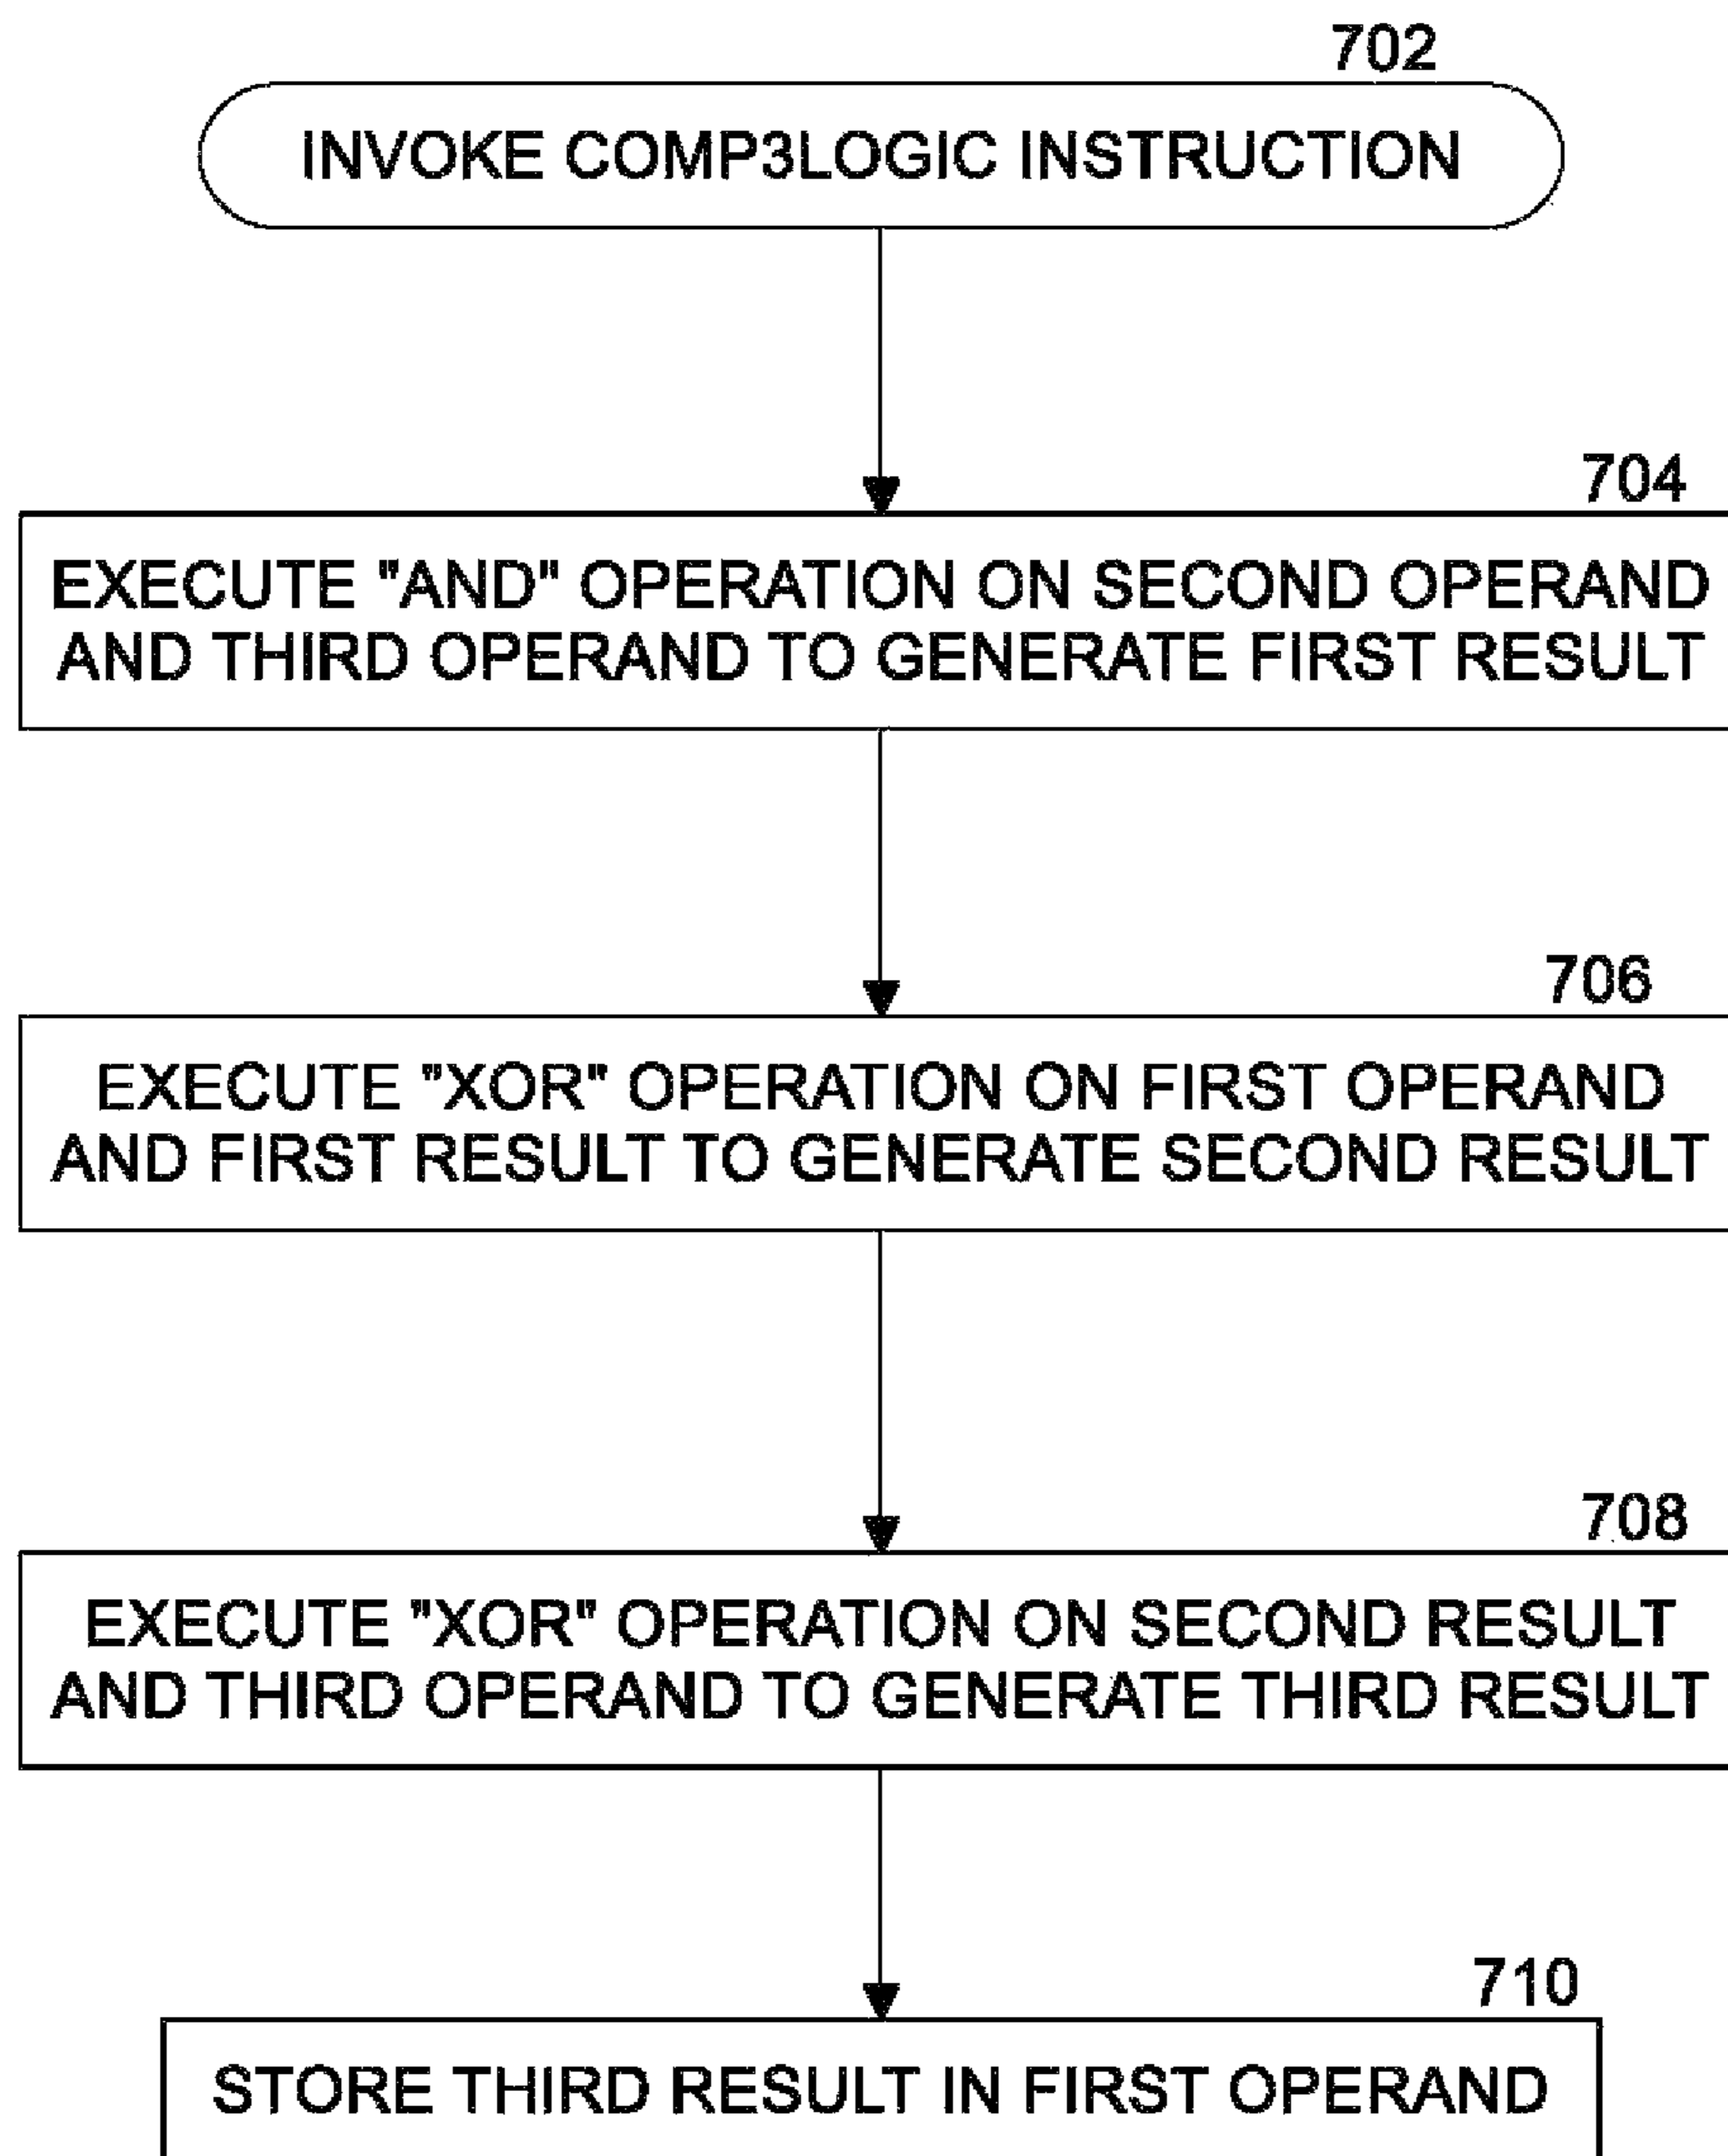 702
INVOKE COMP3LOGIC INSTRUCTION
704
EXECUTE "AND" OPERATION ON SECOND OPERAND
AND THIRD OPERAND TO GENERATE FIRST RESULT
706
EXECUTE "XOR" OPERATION ON FIRST OPERAND
AND FIRST RESULT TO GENERATE SECOND RESULT
708
EXECUTE "XOR" OPERATION ON SECOND RESULT
AND THIRD OPERAND TO GENERATE THIRD RESULT
710
STORE THIRD RESULT IN FIRST OPERAND